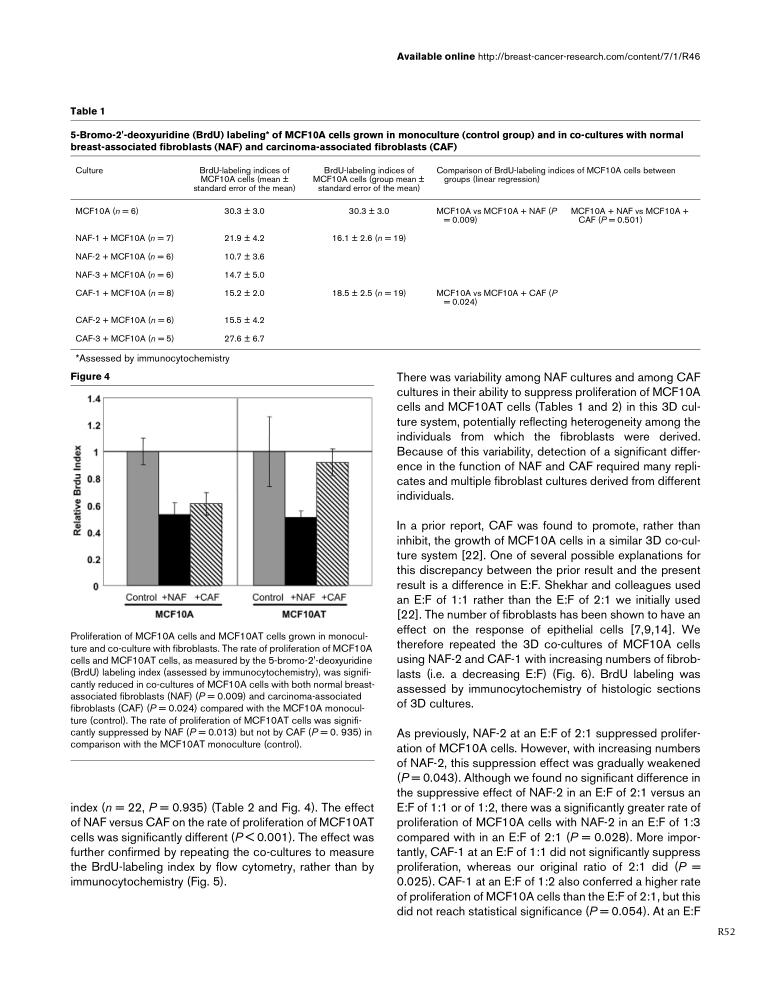 Available online http://breast-cancer-research.com/content/7/1/R46
Table 1
5-Bromo-2'-deoxyuridine (BrdU) labeling* of MCF10A cells grown in monoculture (control group) and in co-cultures with normal
breast-associated fibroblasts (NAF) and carcinoma-associated fibroblasts (CAF)
Culture
BrdU-labeling indices of
MCF10A cells (mean ±
standard error of the mean)
BrdU-labeling indices of
MCF10A cells (group mean ±
standard error of the mean)
Comparison of BrdU-labeling indices of MCF10A cells between
groups (linear regression)
MCF10A (n = 6) 30.3 ± 3.0 30.3 ± 3.0 MCF10A vs MCF10A + NAF (P
= 0.009)
MCF10A + NAF vs MCF10A +
CAF (P = 0.501)
NAF-1 + MCF10A (n = 7) 21.9 ± 4.2 16.1 ± 2.6 (n = 19)
NAF-2 + MCF10A (n = 6) 10.7 ± 3.6
NAF-3 + MCF10A (n = 6) 14.7 ± 5.0
CAF-1 + MCF10A (n = 8) 15.2 ± 2.0 18.5 ± 2.5 (n = 19) MCF10A vs MCF10A + CAF (P
= 0.024)
CAF-2 + MCF10A (n = 6) 15.5 ± 4.2
CAF-3 + MCF10A (n = 5) 27.6 ± 6.7
*Assessed by immunocytochemistry
Figure 4
Relative Brdu Index
1.4
1.2
1
0.8
0.6
0.4
0.2
0
Control +NAF +CAF Control +NAF +CAF
MCF10A MCF10AT
Proliferation of MCF10A cells and MCF10AT cells grown in monocul-
ture and co-culture with fibroblasts. The rate of proliferation of MCF10A
cells and MCF10AT cells, as measured by the 5-bromo-2'-deoxyuridine
(BrdU) labeling index (assessed by immunocytochemistry), was signifi-
cantly reduced in co-cultures of MCF10A cells with both normal breast-
associated fibroblasts (NAF) (P = 0.009) and carcinoma-associated
fibroblasts (CAF) (P = 0.024) compared with the MCF10A monocul-
ture (control). The rate of proliferation of MCF10AT cells was signifi-
cantly suppressed by NAF (P = 0.013) but not by CAF (P = 0. 935) in
comparison with the MCF10AT monoculture (control).
index (n = 22, P = 0.935) (Table 2 and Fig. 4). The effect
of NAF versus CAF on the rate of proliferation of MCF10AT
cells was significantly different (P < 0.001). The effect was
further confirmed by repeating the co-cultures to measure
the BrdU-labeling index by flow cytometry, rather than by
immunocytochemistry (Fig. 5).
There was variability among NAF cultures and among CAF
cultures in their ability to suppress proliferation of MCF10A
cells and MCF10AT cells (Tables 1 and 2) in this 3D cul-
ture system, potentially reflecting heterogeneity among the
individuals from which the fibroblasts were derived.
Because of this variability, detection of a significant differ-
ence in the function of NAF and CAF required many repli-
cates and multiple fibroblast cultures derived from different
individuals.
In a prior report, CAF was found to promote, rather than
inhibit, the growth of MCF10A cells in a similar 3D co-cul-
ture system [22]. One of several possible explanations for
this discrepancy between the prior result and the present
result is a difference in E:F. Shekhar and colleagues used
an E:F of 1:1 rather than the E:F of 2:1 we initially used
[22]. The number of fibroblasts has been shown to have an
effect on the response of epithelial cells [7,9,14]. We
therefore repeated the 3D co-cultures of MCF10A cells
using NAF-2 and CAF-1 with increasing numbers of fibrob-
lasts (i.e. a decreasing E:F) (Fig. 6). BrdU labeling was
assessed by immunocytochemistry of histologic sections
of 3D cultures.
As previously, NAF-2 at an E:F of 2:1 suppressed prolifer-
ation of MCF10A cells. However, with increasing numbers
of NAF-2, this suppression effect was gradually weakened
(P = 0.043). Although we found no significant difference in
the suppressive effect of NAF-2 in an E:F of 2:1 versus an
E:F of 1:1 or of 1:2, there was a significantly greater rate of
proliferation of MCF10A cells with NAF-2 in an E:F of 1:3
compared with in an E:F of 2:1 (P = 0.028). More impor-
tantly, CAF-1 at an E:F of 1:1 did not significantly suppress
proliferation, whereas our original ratio of 2:1 did (P =
0.025). CAF-1 at an E:F of 1:2 also conferred a higher rate
of proliferation of MCF10A cells than the E:F of 2:1, but this
did not reach statistical significance (P = 0.054). At an E:F
R52